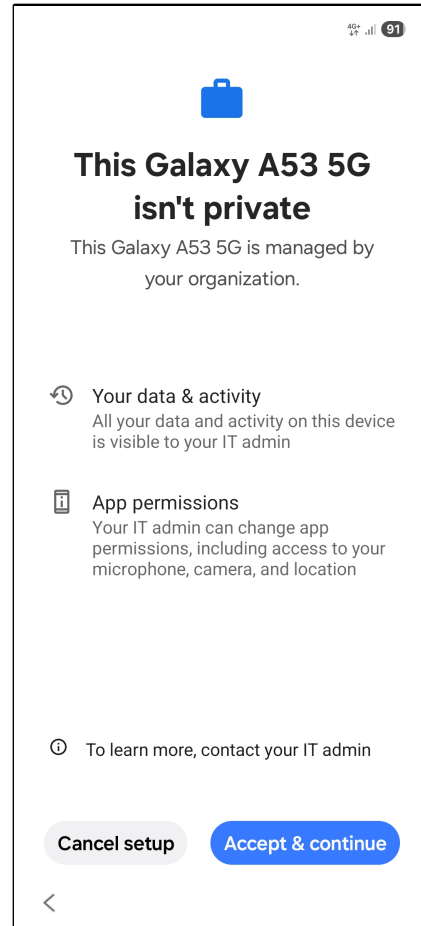 4G+
91
This Galaxy A53 5G
isn't private
This Galaxy A53 5G is managed by
your organization.
Your data & activity
All your data and activity on this device
is visible to your IT admin
App permissions
Your IT admin can change app
permissions, including access to your
microphone, camera, and location
To learn more, contact your IT admin
Cancel setup
Accept & continue